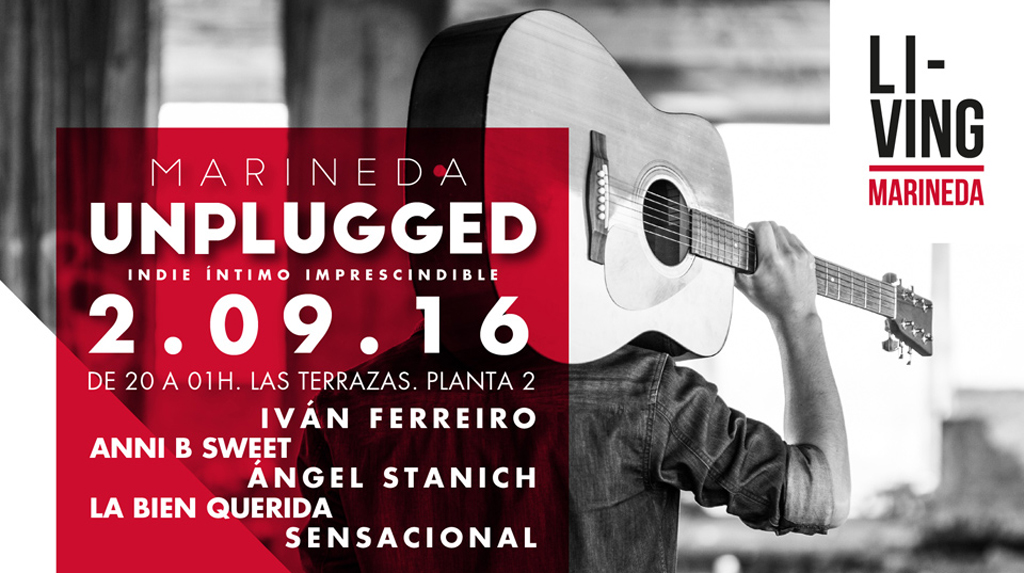 MARINEDA
UNPLUGGED
INDIE ÍNTIMO IMPRESCINDIBLE
2.09.16
DE 20 A 01H. LAS TERRAZAS. PLANTA 2
IVÁN FERREIRO
ANNI B SWEET
ÁNGEL STANICH
LA BIEN QUERIDA
SENSACIONAL
LI-
VING
MARINEDA